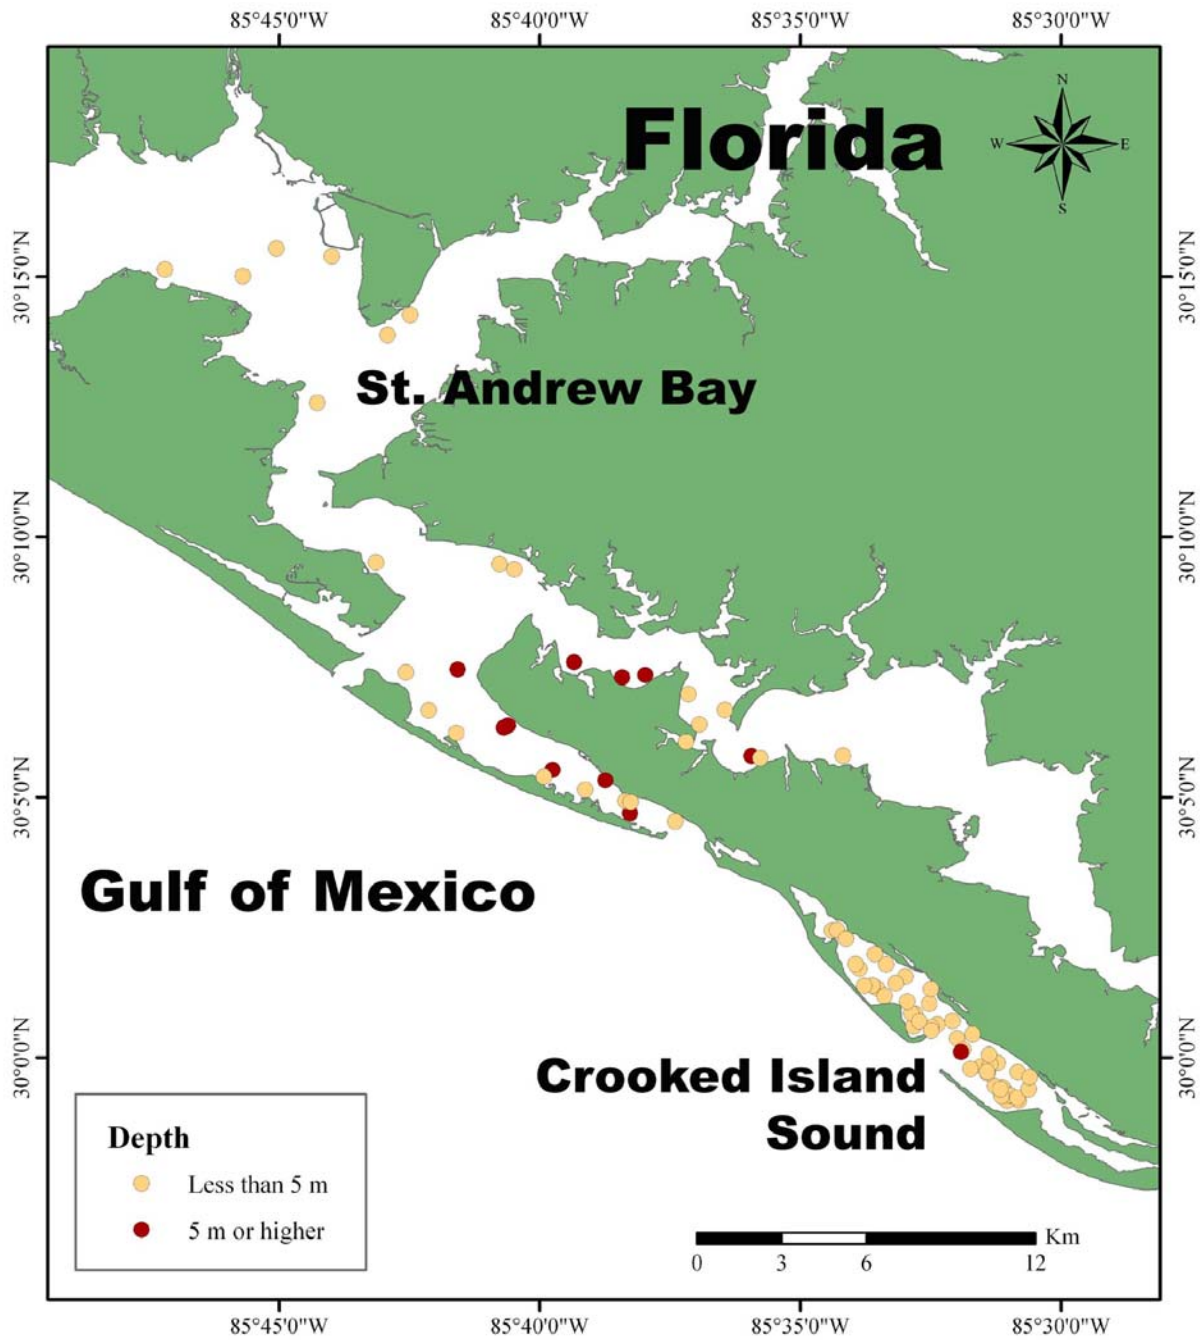 85°45'0"W 85°40'0"W 85°35'0"W 85°30'0"W
N
W E
S
Florida
30°15'0"N 30°15'0"N
St. Andrew Bay
30°10'0"N 30°10'0"N
30°5'0"N 30°5'0"N
Gulf of Mexico
30°0'0"N 30°0'0"N
Crooked Island
Sound
Depth
Less than 5 m
5 m or higher
Km
0 3 6 12
85°45'0"W 85°40'0"W 85°35'0"W 85°30'0"W